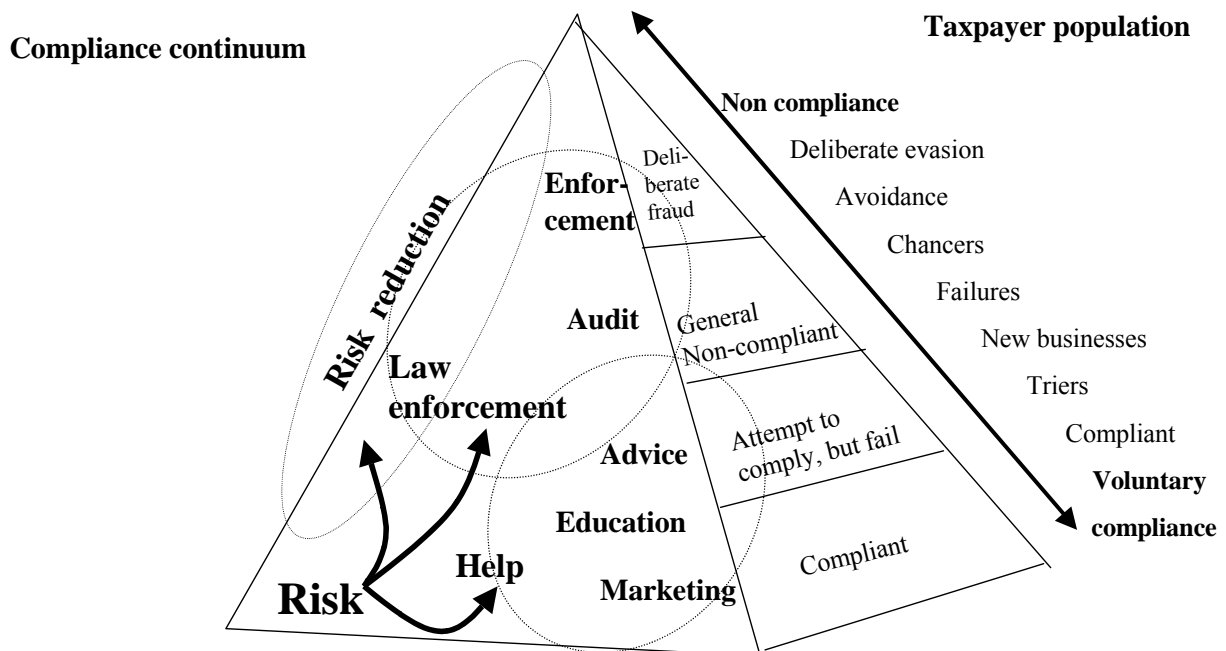 Compliance continuum
Taxpayer population
Risk reduction
Enfor-
cement
Audit
Law
enforcement
Advice
Education
Help
Marketing
Risk
Deli-
berate
fraud
General
Non-compliant
Attempt to
comply, but fail
Compliant
Non compliance
Deliberate evasion
Avoidance
Chancers
Failures
New businesses
Triers
Compliant
Voluntary
compliance